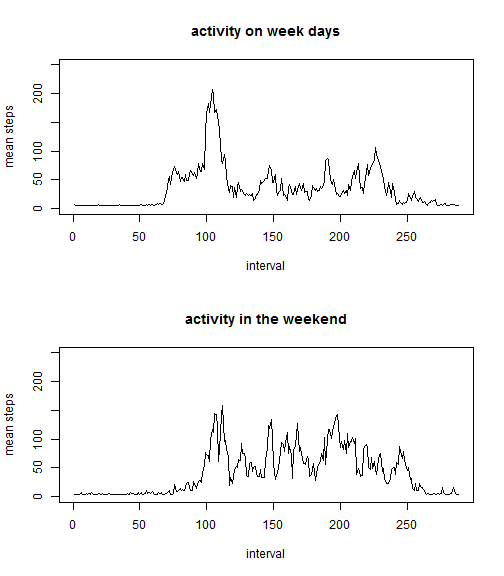 activity on week days
mean steps
200
100
50
0
0 50 100 150 200 250
interval
activity in the weekend
mean steps
200
100
50
0
0 50 100 150 200 250
interval